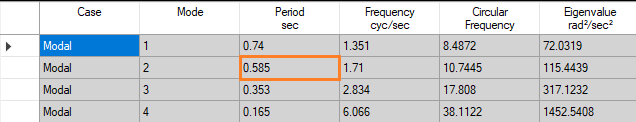 Case Mode Period sec Frequency cyc/sec Circular Frequency Eigenvalue rad²/sec²
Modal 1 0.74 1.351 8.4872 72.0319
Modal 2 0.585 1.71 10.7445 115.4439
Modal 3 0.353 2.834 17.808 317.1232
Modal 4 0.165 6.066 38.1122 1452.5408